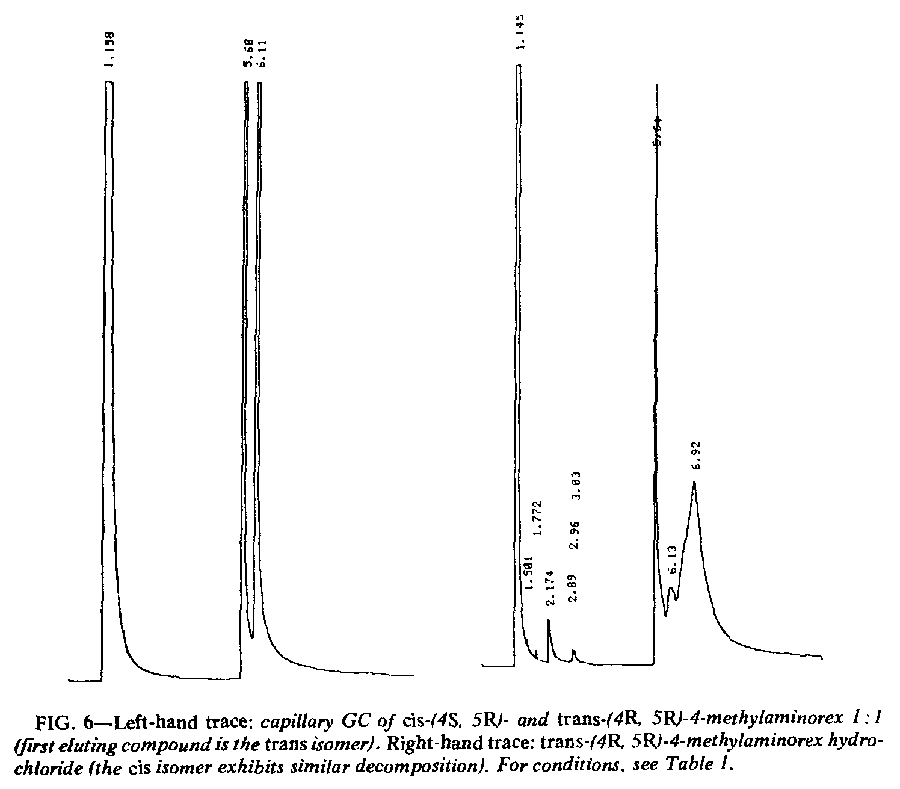 1.158
5.68
6.11
1.145
1.501
1.772
2.174
2.89 2.96 3.03
6.13
6.92
FIG. 6—Left-hand trace: capillary GC of cis-(4S, 5R)- and trans-(4R, 5R)-4-methylaminorex 1:1
(first eluting compound is the trans isomer). Right-hand trace: trans-(4R, 5R)-4-methylaminorex hydro-
chloride (the cis isomer exhibits similar decomposition). For conditions, see Table 1.